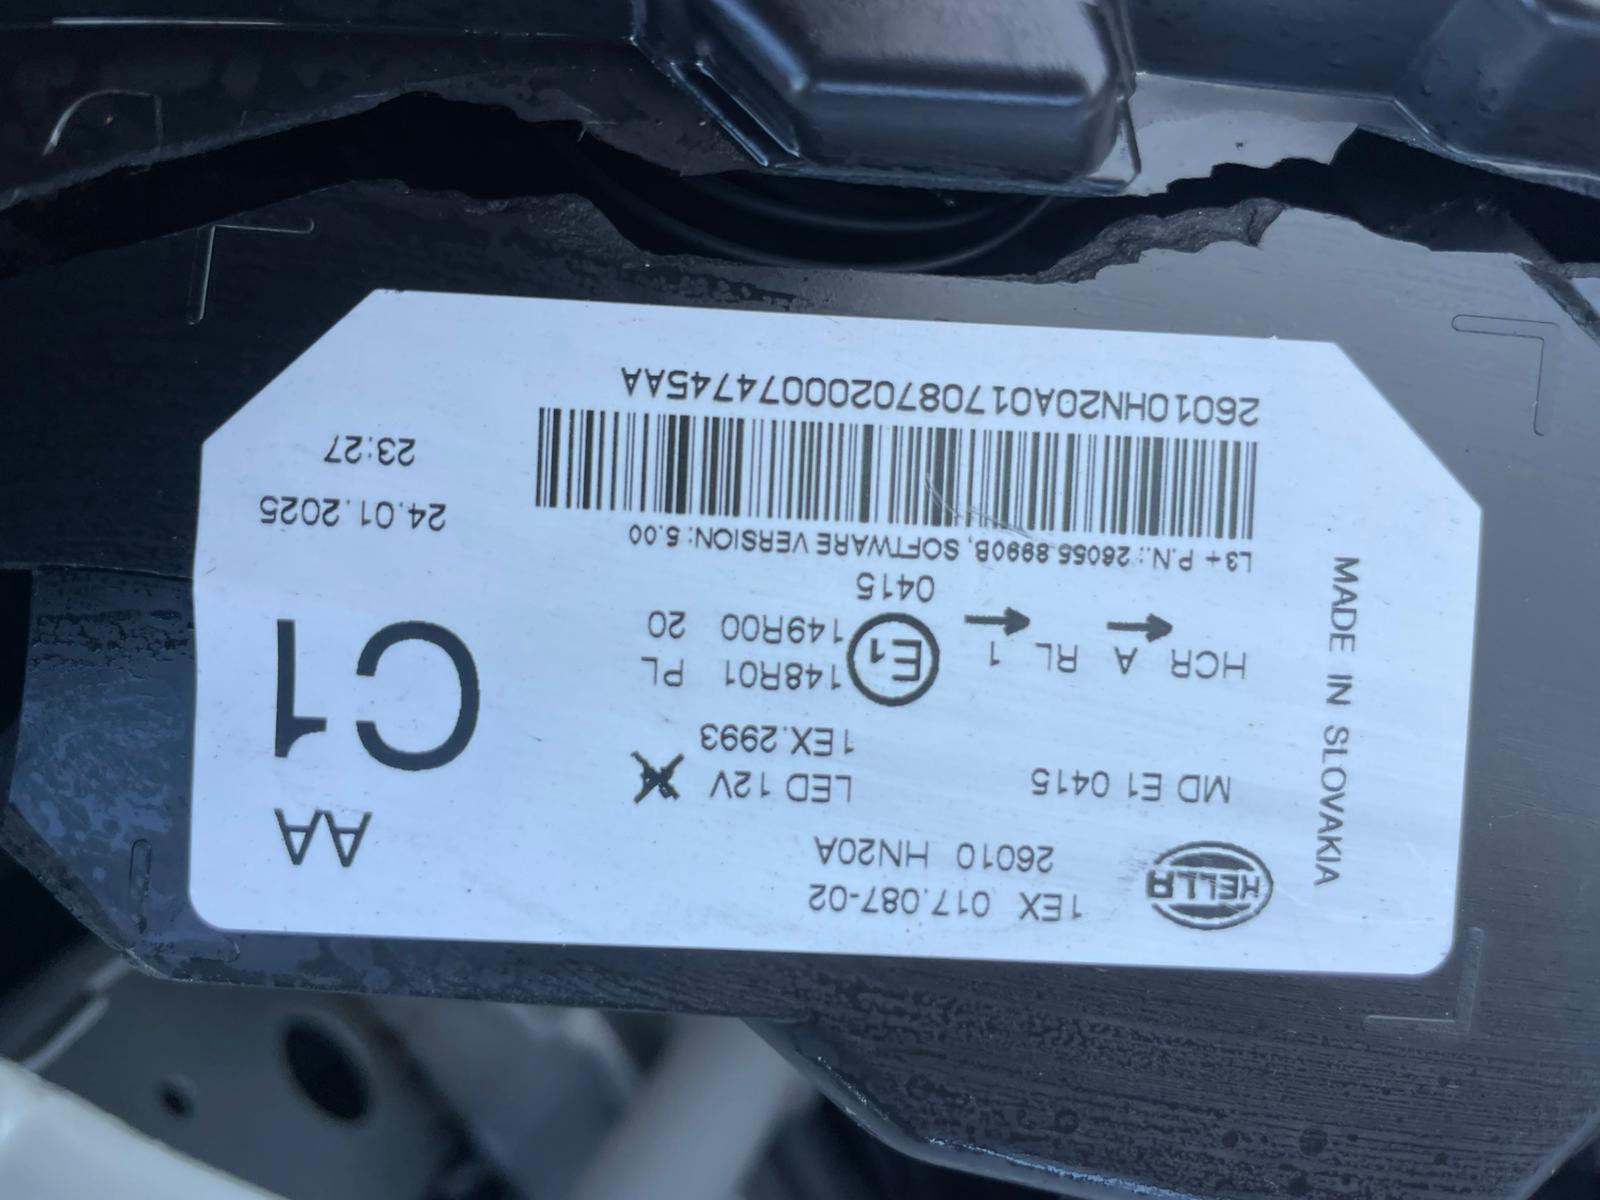 MADE IN SLOVAKIA
HELLA
1EX 017.087-02
26010 HN20A
AA
MD E1 0415
LED 12V
1EX.2993
C1
HCR A RL 1
E1
148R01 PL
149R00 20
0415
L3+ P.N.: 26055 8990B, SOFTWARE VERSION: 5.00
24.01.2025
23:27
26010HN20A0170870200074745AA